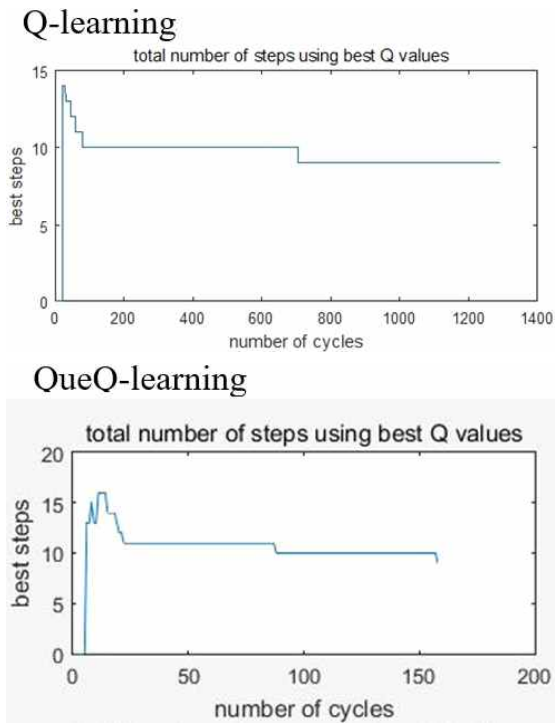 Q-learning
total number of steps using best Q values
15
10
5
0
best steps
0 200 400 600 800 1000 1200 1400
number of cycles
QueQ-learning
total number of steps using best Q values
20
15
10
5
0
best steps
0 50 100 150 200
number of cycles